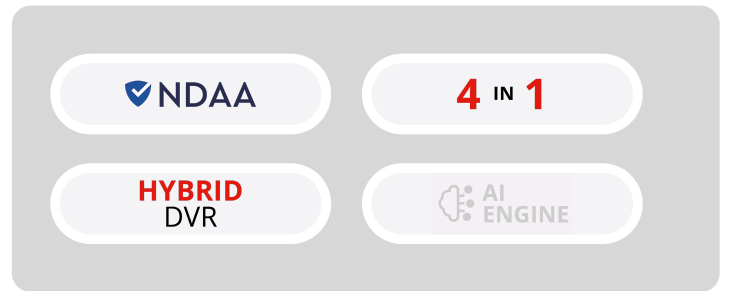 NDAA
4 IN 1
HYBRID
DVR
AI
ENGINE